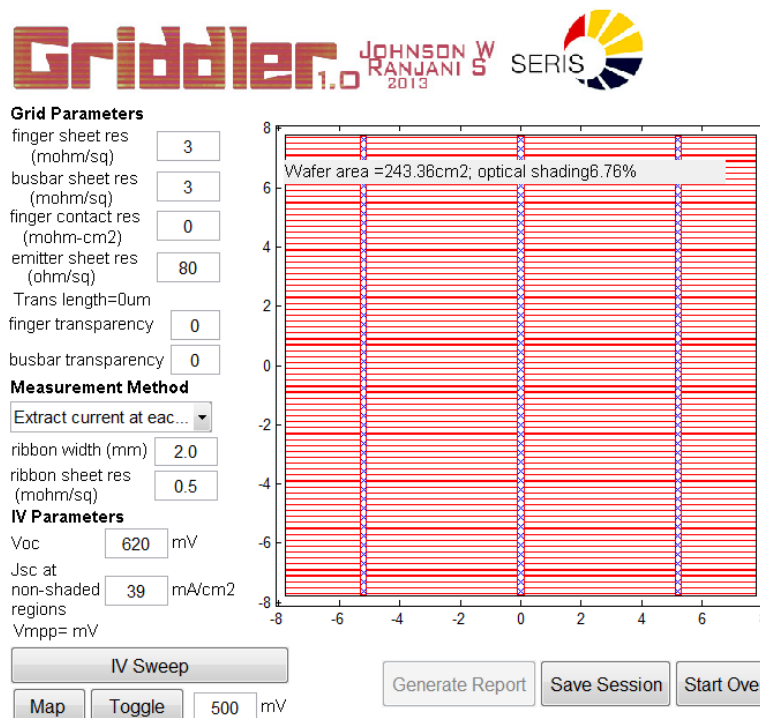 Griddler 1.0
JOHNSON W
RANJANI S
2013
SERIS
Grid Parameters
finger sheet res
(mohm/sq)
3
busbar sheet res
(mohm/sq)
3
finger contact res
(mohm-cm2)
0
emitter sheet res
(ohm/sq)
80
Trans length=0um
finger transparency
0
busbar transparency
0
Measurement Method
Extract current at eac...
ribbon width (mm)
2.0
ribbon sheet res
(mohm/sq)
0.5
IV Parameters
Voc
620
mV
Jsc at
non-shaded
regions
39
mA/cm2
Vmpp= mV
IV Sweep
Map
Toggle
500
mV
Wafer area =243.36cm2; optical shading6.76%
8
6
4
2
0
-2
-4
-6
-8
-8 -6 -4 -2 0 2 4 6
Generate Report
Save Session
Start Ove